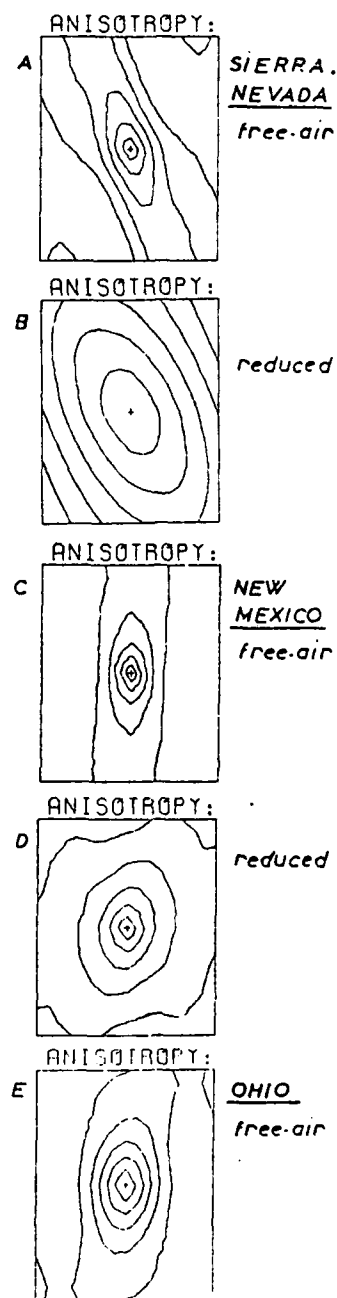 ANISOTROPY:
A
SIERRA.
NEVADA
free-air
ANISOTROPY:
B
reduced
ANISOTROPY:
C
NEW
MEXICO
free-air
ANISOTROPY:
D
reduced
ANISOTROPY:
E
OHIO
free-air